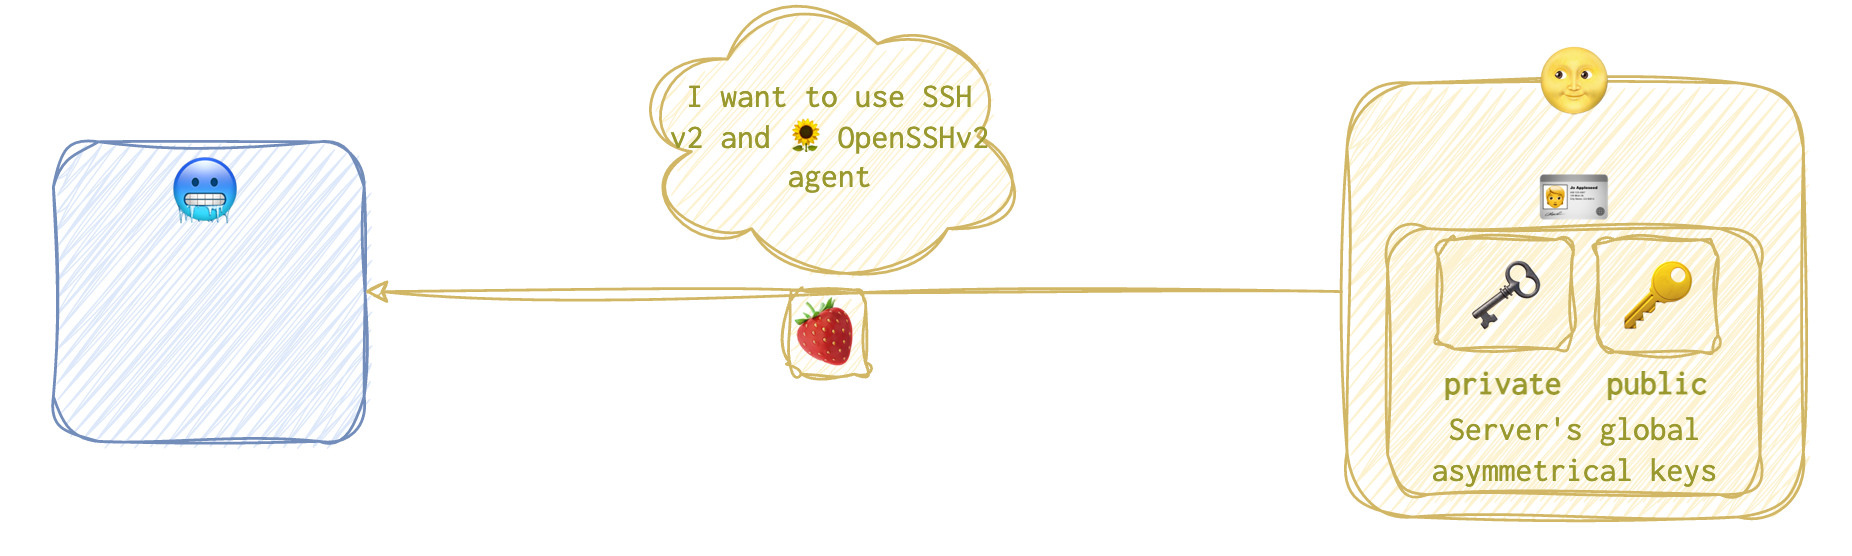 I want to use SSH
v2 and 🌻 OpenSSHv2
agent
private public
Server's global
asymmetrical keys